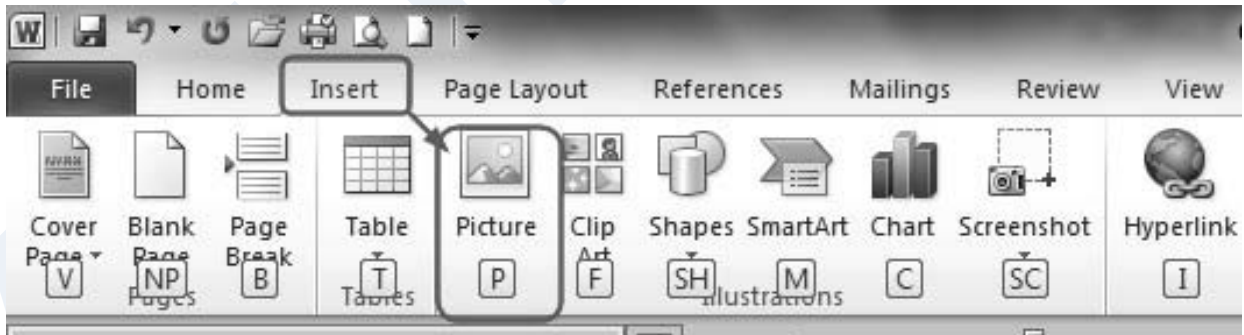 W
File Home Insert Page Layout References Mailings Review View
Cover Page Blank Page Page Break Table Picture Clip Art Shapes SmartArt Chart Screenshot Hyperlink
V NP B T P F SH M C SC I
Pages Tables Illustrations